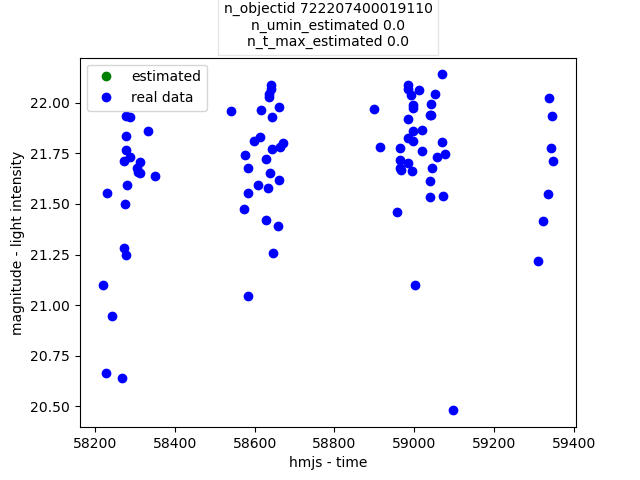 n_objectid 722207400019110
n_umin_estimated 0.0
n_t_max_estimated 0.0
estimated
real data
22.00
21.75
21.50
21.25
21.00
20.75
20.50
magnitude - light intensity
58200 58400 58600 58800 59000 59200 59400
hmjs - time